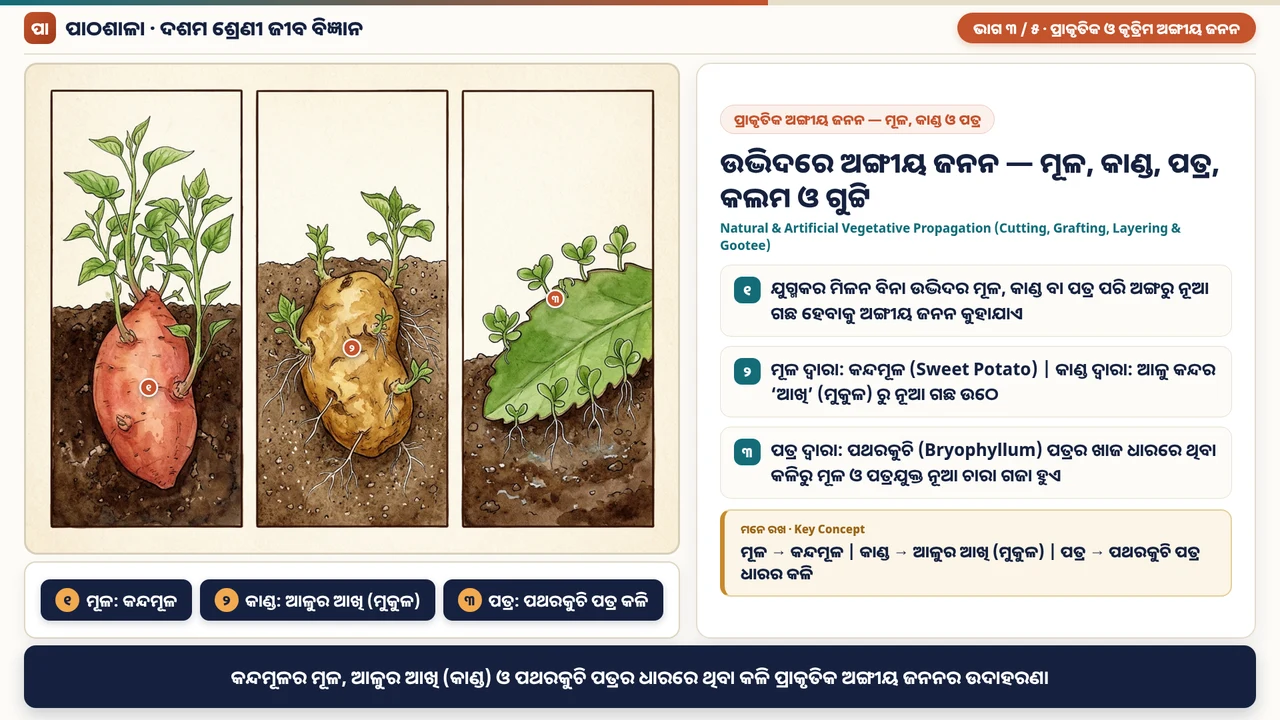 ପା
ପାଠଶାଳା · ଦଶମ ଶ୍ରେଣୀ ଜୀବ ବିଜ୍ଞାନ
ଭାଗ ୩ / ୫ · ପ୍ରାକୃତିକ ଓ କୃତ୍ରିମ ଅଙ୍ଗୀୟ ଜନନ
୧
୨
୩
୧ ମୂଳ: କନ୍ଦମୂଳ
୨ କାଣ୍ଡ: ଆଳୁର ଆଖି (ମୁକୁଳ)
୩ ପତ୍ର: ପଥରକୁଚି ପତ୍ର କଳି
ପ୍ରାକୃତିକ ଅଙ୍ଗୀୟ ଜନନ — ମୂଳ, କାଣ୍ଡ ଓ ପତ୍ର
ଉଦ୍ଭିଦରେ ଅଙ୍ଗୀୟ ଜନନ — ମୂଳ, କାଣ୍ଡ, ପତ୍ର,
କଲମ ଓ ଗୁଟ୍ଟି
Natural & Artificial Vegetative Propagation (Cutting, Grafting, Layering &
Gootee)
୧ ଯୁଗ୍ମକର ମିଳନ ବିନା ଉଦ୍ଭିଦର ମୂଳ, କାଣ୍ଡ ବା ପତ୍ର ପରି ଅଙ୍ଗରୁ ନୂଆ
ଗଛ ହେବାକୁ ଅଙ୍ଗୀୟ ଜନନ କୁହାଯାଏ
୨ ମୂଳ ଦ୍ୱାରା: କନ୍ଦମୂଳ (Sweet Potato) | କାଣ୍ଡ ଦ୍ୱାରା: ଆଳୁ କନ୍ଦର
‘ଆଖି’ (ମୁକୁଳ) ରୁ ନୂଆ ଗଛ ଉଠେ
୩ ପତ୍ର ଦ୍ୱାରା: ପଥରକୁଚି (Bryophyllum) ପତ୍ରର ଖାଜ ଧାରରେ ଥିବା
କଳିରୁ ମୂଳ ଓ ପତ୍ରଯୁକ୍ତ ନୂଆ ଚାରା ଗଜା ହୁଏ
ମନେ ରଖ · Key Concept
ମୂଳ → କନ୍ଦମୂଳ | କାଣ୍ଡ → ଆଳୁର ଆଖି (ମୁକୁଳ) | ପତ୍ର → ପଥରକୁଚି ପତ୍ର
ଧାରର କଳି
କନ୍ଦମୂଳର ମୂଳ, ଆଳୁର ଆଖି (କାଣ୍ଡ) ଓ ପଥରକୁଚି ପତ୍ରର ଧାରରେ ଥିବା କଳି ପ୍ରାକୃତିକ ଅଙ୍ଗୀୟ ଜନନର ଉଦାହରଣ।